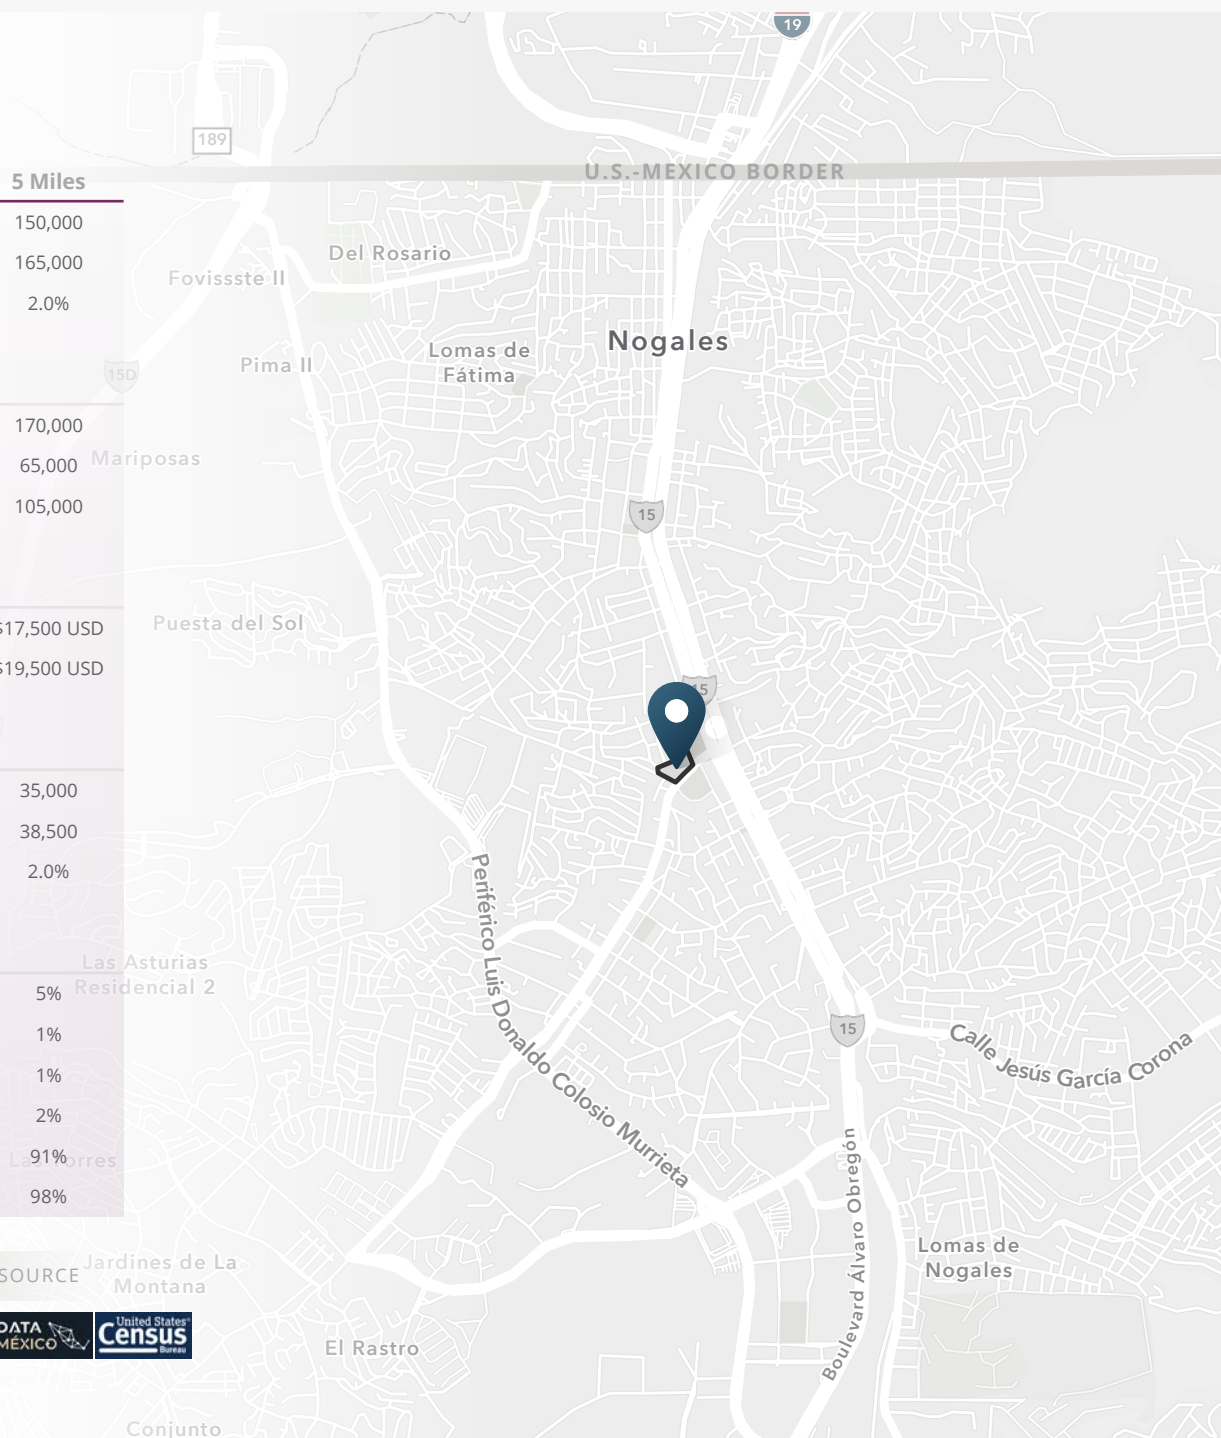 19
189
U.S.-MEXICO BORDER
5 Miles
150,000
165,000
2.0%
Del Rosario
Fovissste II
Nogales
Lomas de
Fátima
Pima II
15D
170,000
65,000
105,000
Mariposas
15
$17,500 USD
$19,500 USD
Puesta del Sol
15
35,000
38,500
2.0%
Periférico Luis Donaldo Colosio Murrieta
Las Asturias
Residencial 2
5%
1%
1%
2%
91%
98%
15
Calle Jesús García Corona
Las Torres
Boulevard Álvaro Obregón
Lomas de
Nogales
SOURCE
Jardines de La
Montana
DATA
MÉXICO
United States®
Census
Bureau
El Rastro
Conjunto